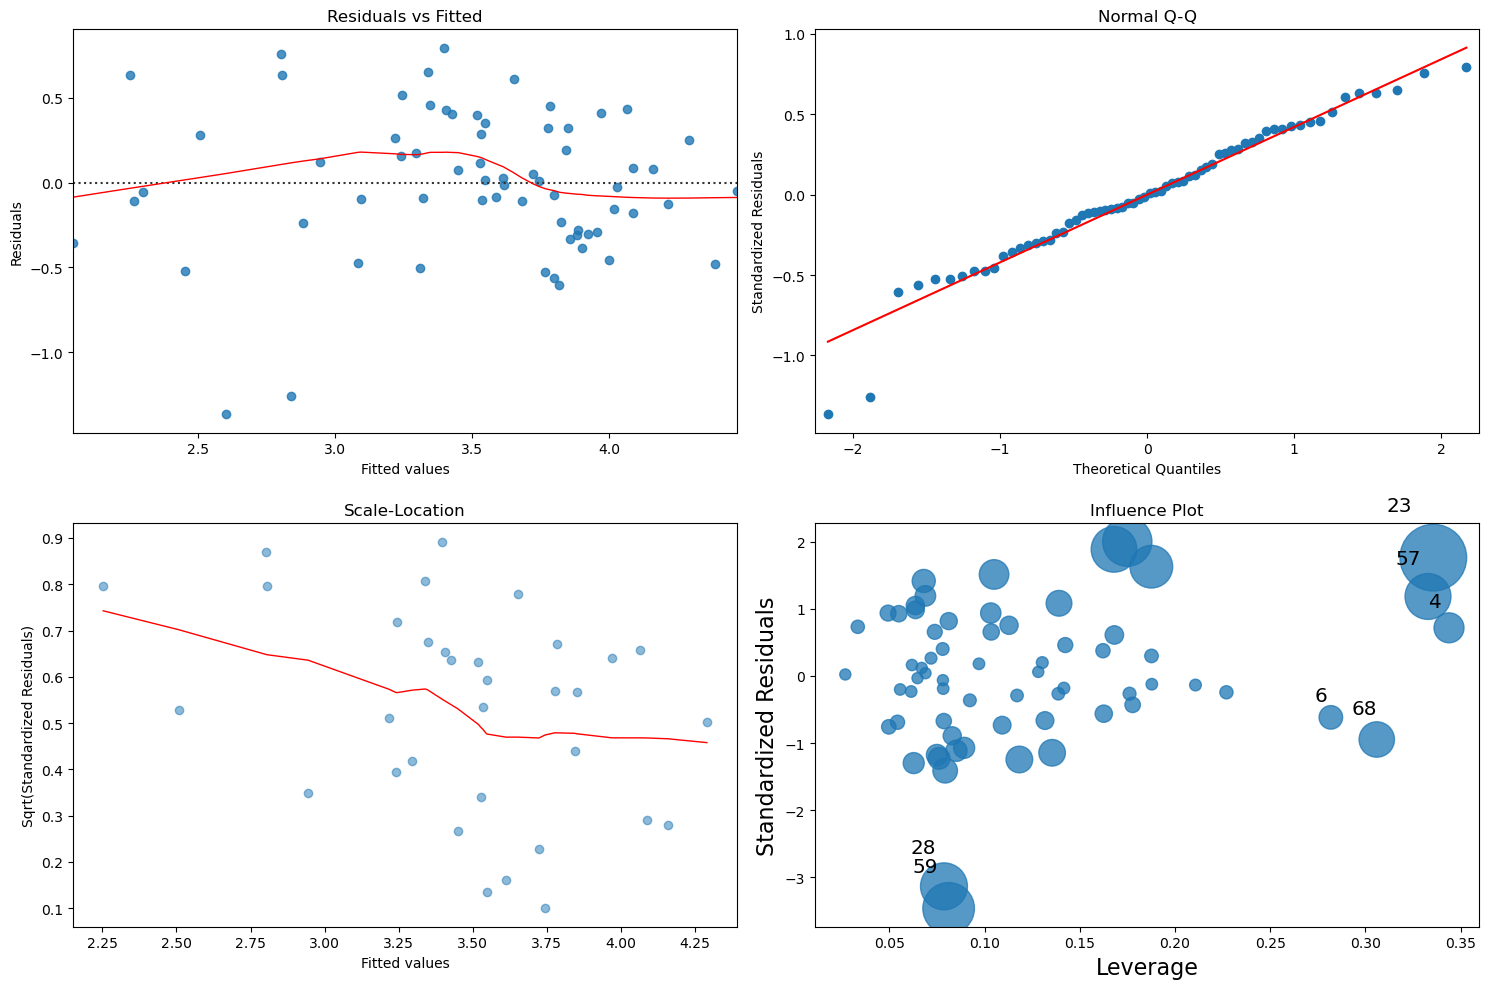 Residuals vs Fitted
Residuals
0.5
0.0
−0.5
−1.0
2.5 3.0 3.5 4.0
Fitted values
Normal Q-Q
Standardized Residuals
1.0
0.5
0.0
−0.5
−1.0
−2 −1 0 1 2
Theoretical Quantiles
Scale-Location
Sqrt(Standardized Residuals)
0.9
0.8
0.7
0.6
0.5
0.4
0.3
0.2
0.1
2.25 2.50 2.75 3.00 3.25 3.50 3.75 4.00 4.25
Fitted values
23
Influence Plot
Standardized Residuals
2
1
0
−1
−2
−3
57
4
6
68
28
59
0.05 0.10 0.15 0.20 0.25 0.30 0.35
Leverage